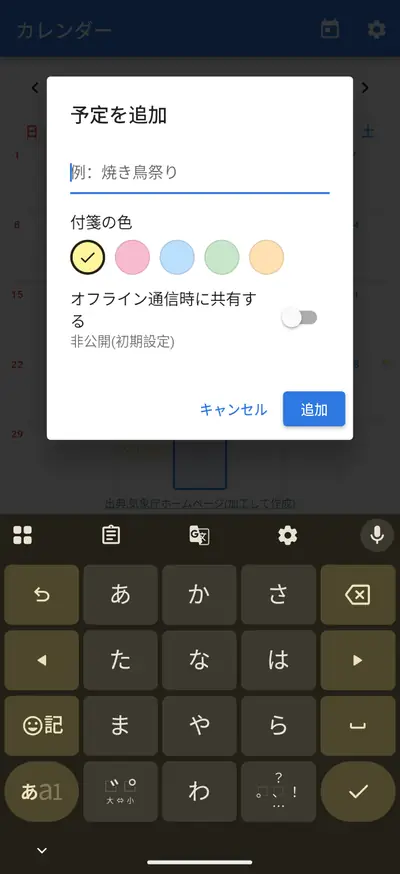 カレンダー
日
土
1
8
15
22
29
予定を追加
例: 焼き鳥祭り
付箋の色
オフライン通信時に共有す
る
非公開(初期設定)
キャンセル
追加
出典:気象庁ホームページ(加工して作成)
あ
か
さ
た
な
は
記
ま
や
ら
あa1
大⇔小
わ
。、?!…